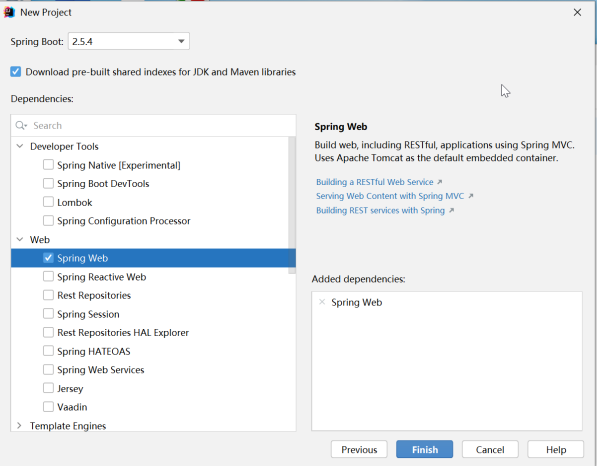 New Project
Spring Boot: 2.5.4
Download pre-built shared indexes for JDK and Maven libraries
Dependencies:
Search
Developer Tools
Spring Native [Experimental]
Spring Boot DevTools
Lombok
Spring Configuration Processor
Web
Spring Web
Spring Reactive Web
Rest Repositories
Spring Session
Rest Repositories HAL Explorer
Spring HATEOAS
Spring Web Services
Jersey
Vaadin
Template Engines
Spring Web
Build web, including RESTful, applications using Spring MVC.
Uses Apache Tomcat as the default embedded container.
Building a RESTful Web Service
Serving Web Content with Spring MVC
Building REST services with Spring
Added dependencies:
Spring Web
Previous Finish Cancel Help